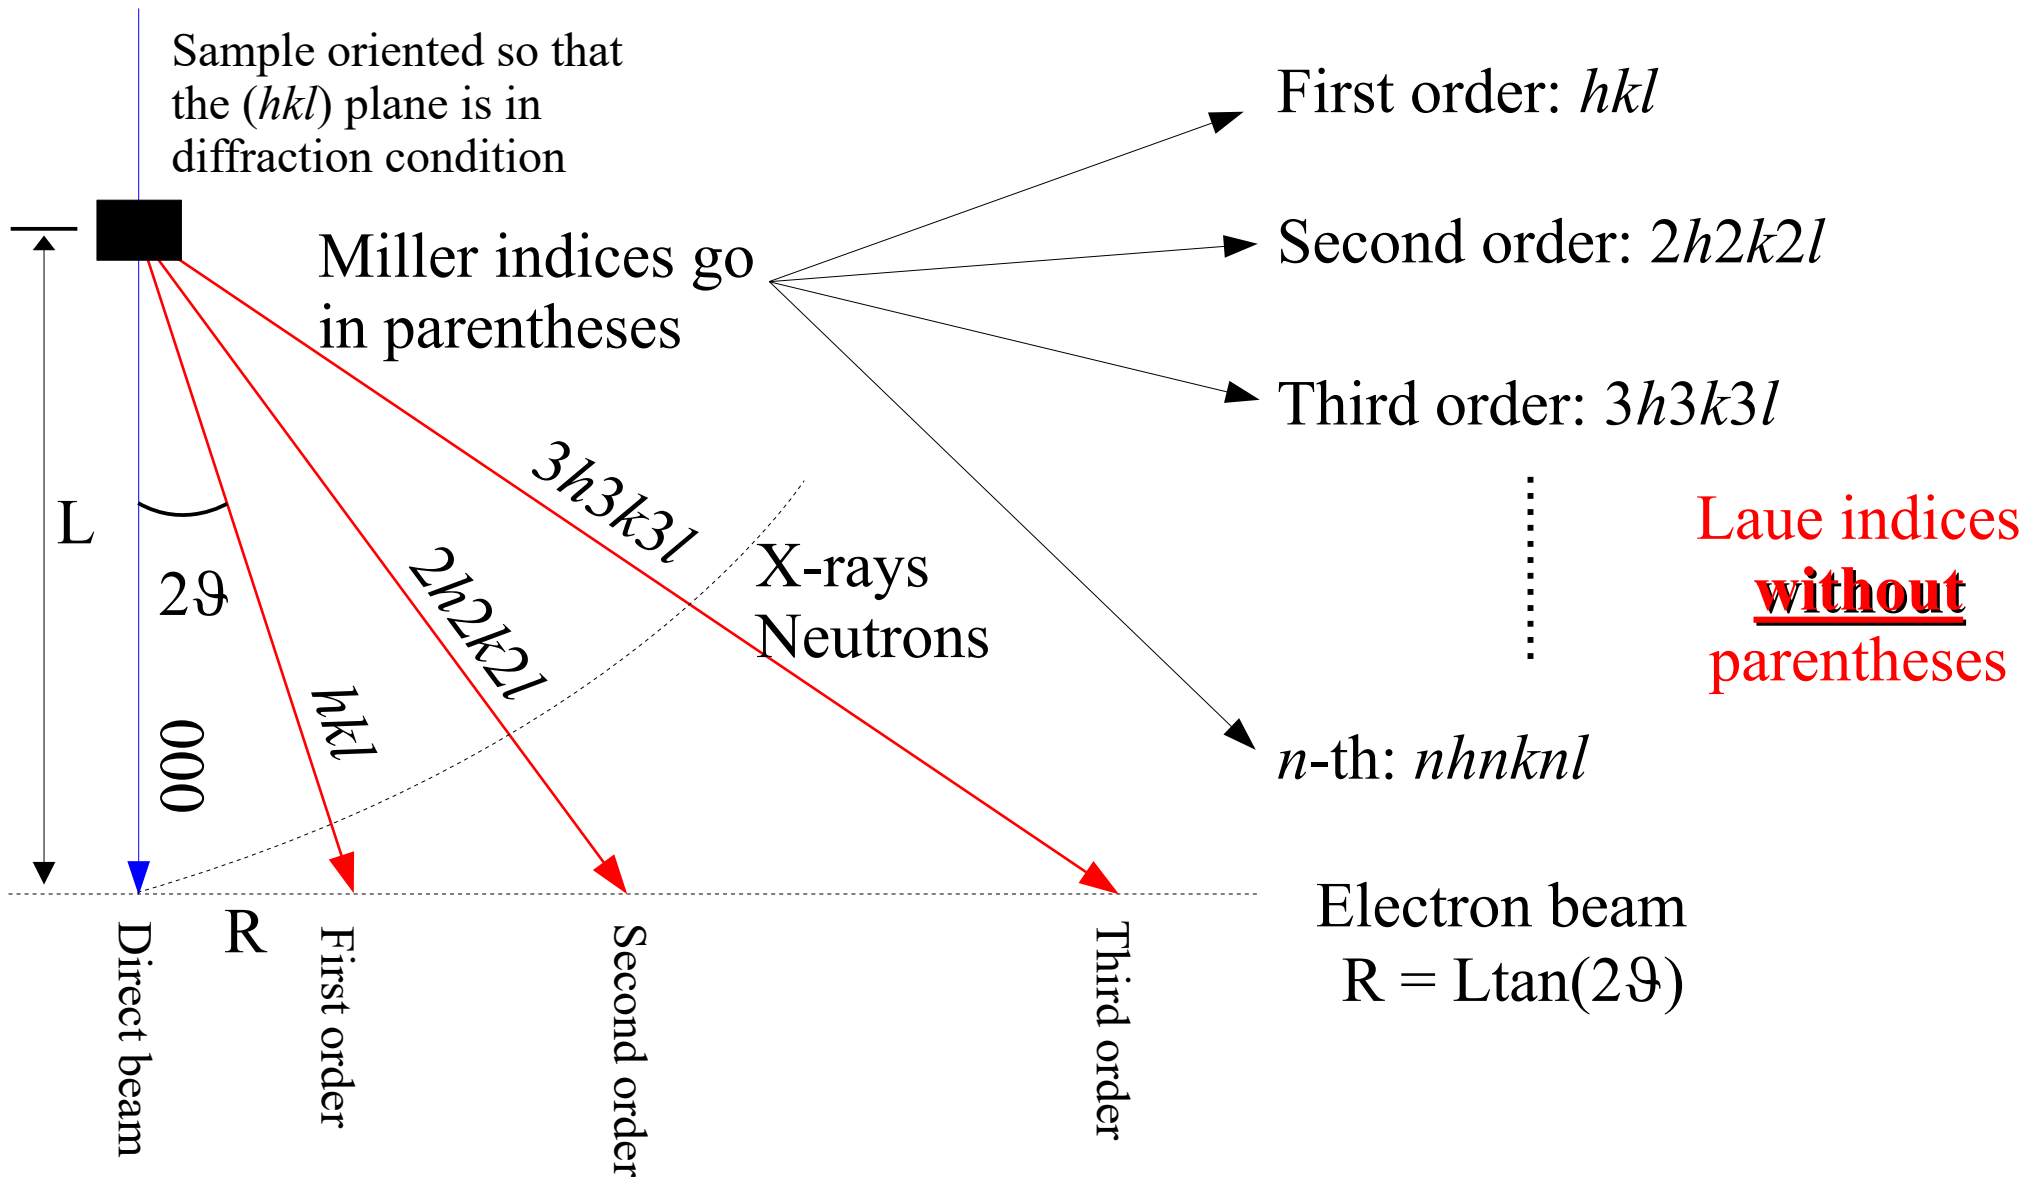 Sample oriented so that
the (hkl) plane is in
diffraction condition
Miller indices go
in parentheses
First order: hkl
Second order: 2h2k2l
Third order: 3h3k3l
n-th: nhnknl
Laue indices
without
parentheses
L
2ϑ
000
hkl
2h2k2l
3h3k3l
X-rays
Neutrons
R
Direct beam
First order
Second order
Third order
Electron beam
R = Ltan(2ϑ)